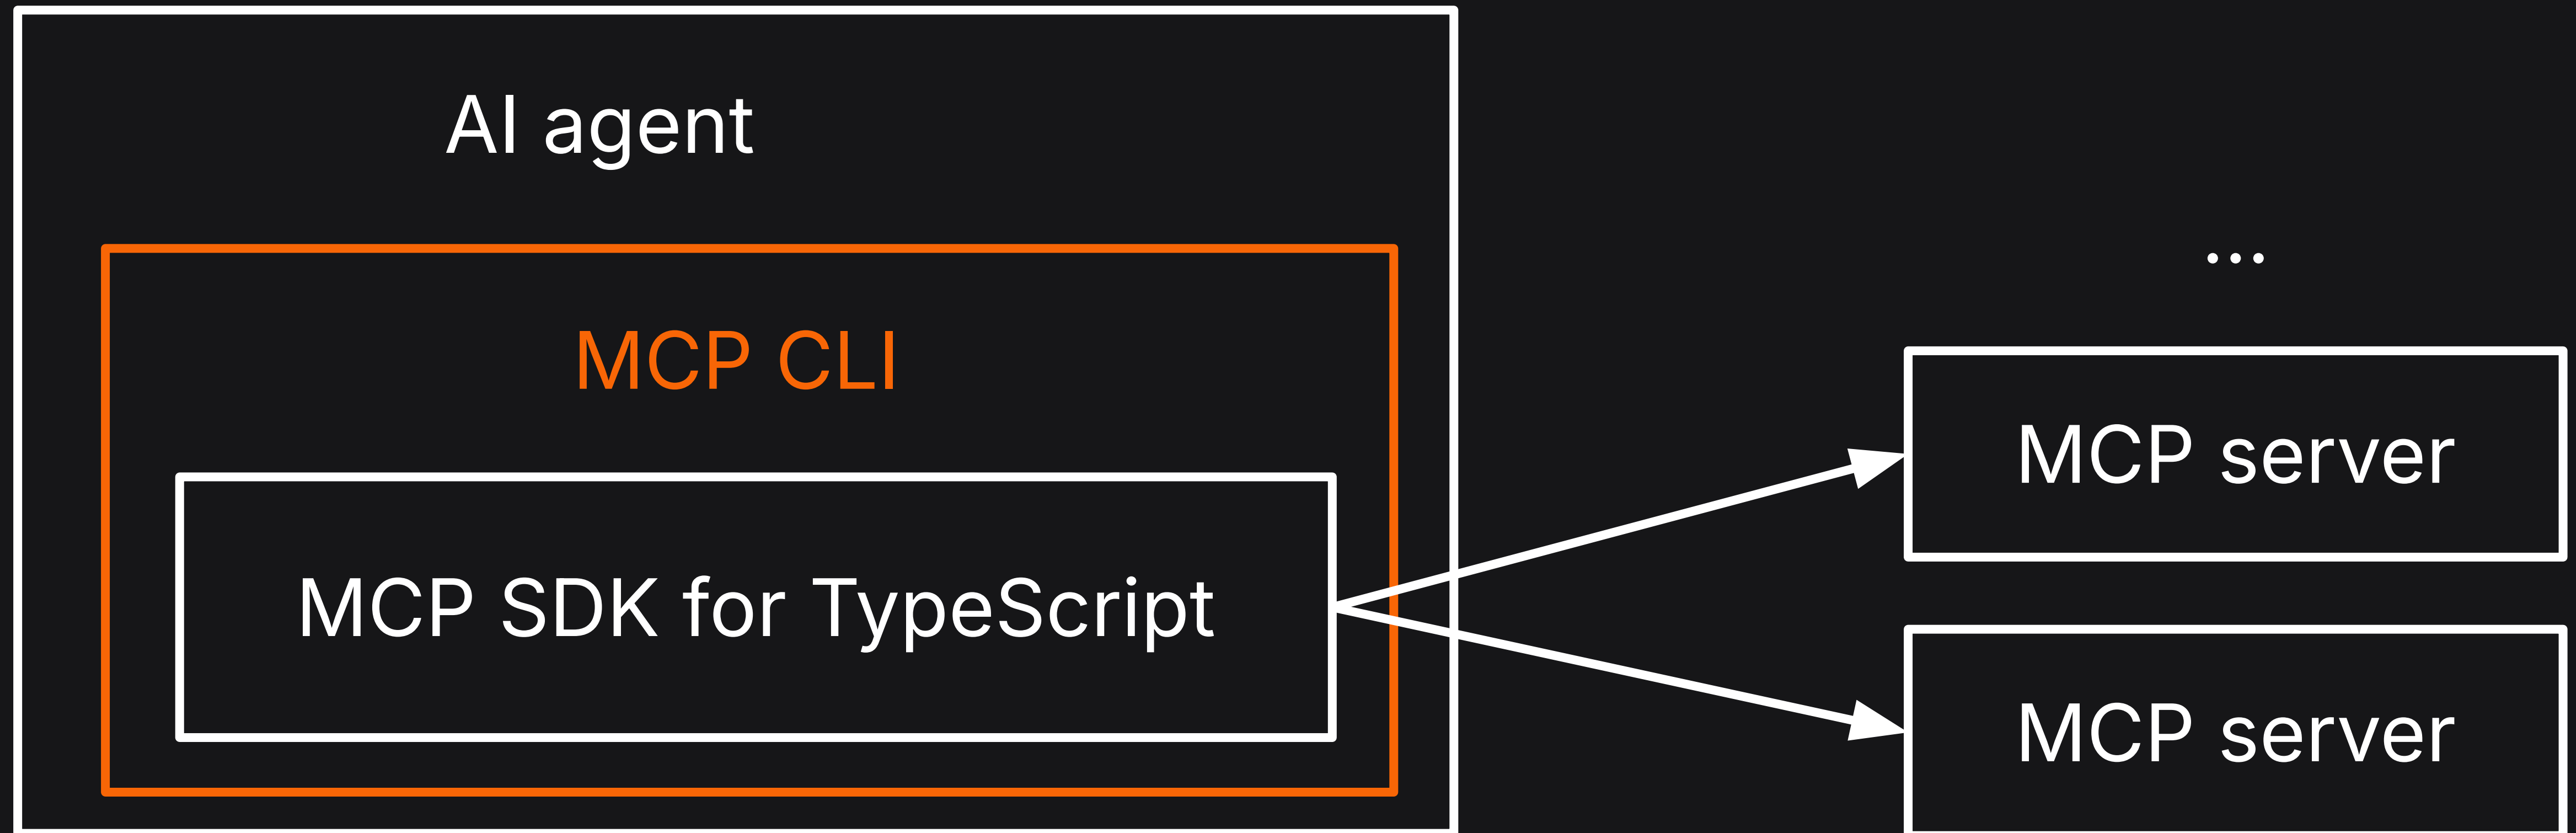 AI agent
MCP CLI
MCP SDK for TypeScript
...
MCP server
MCP server